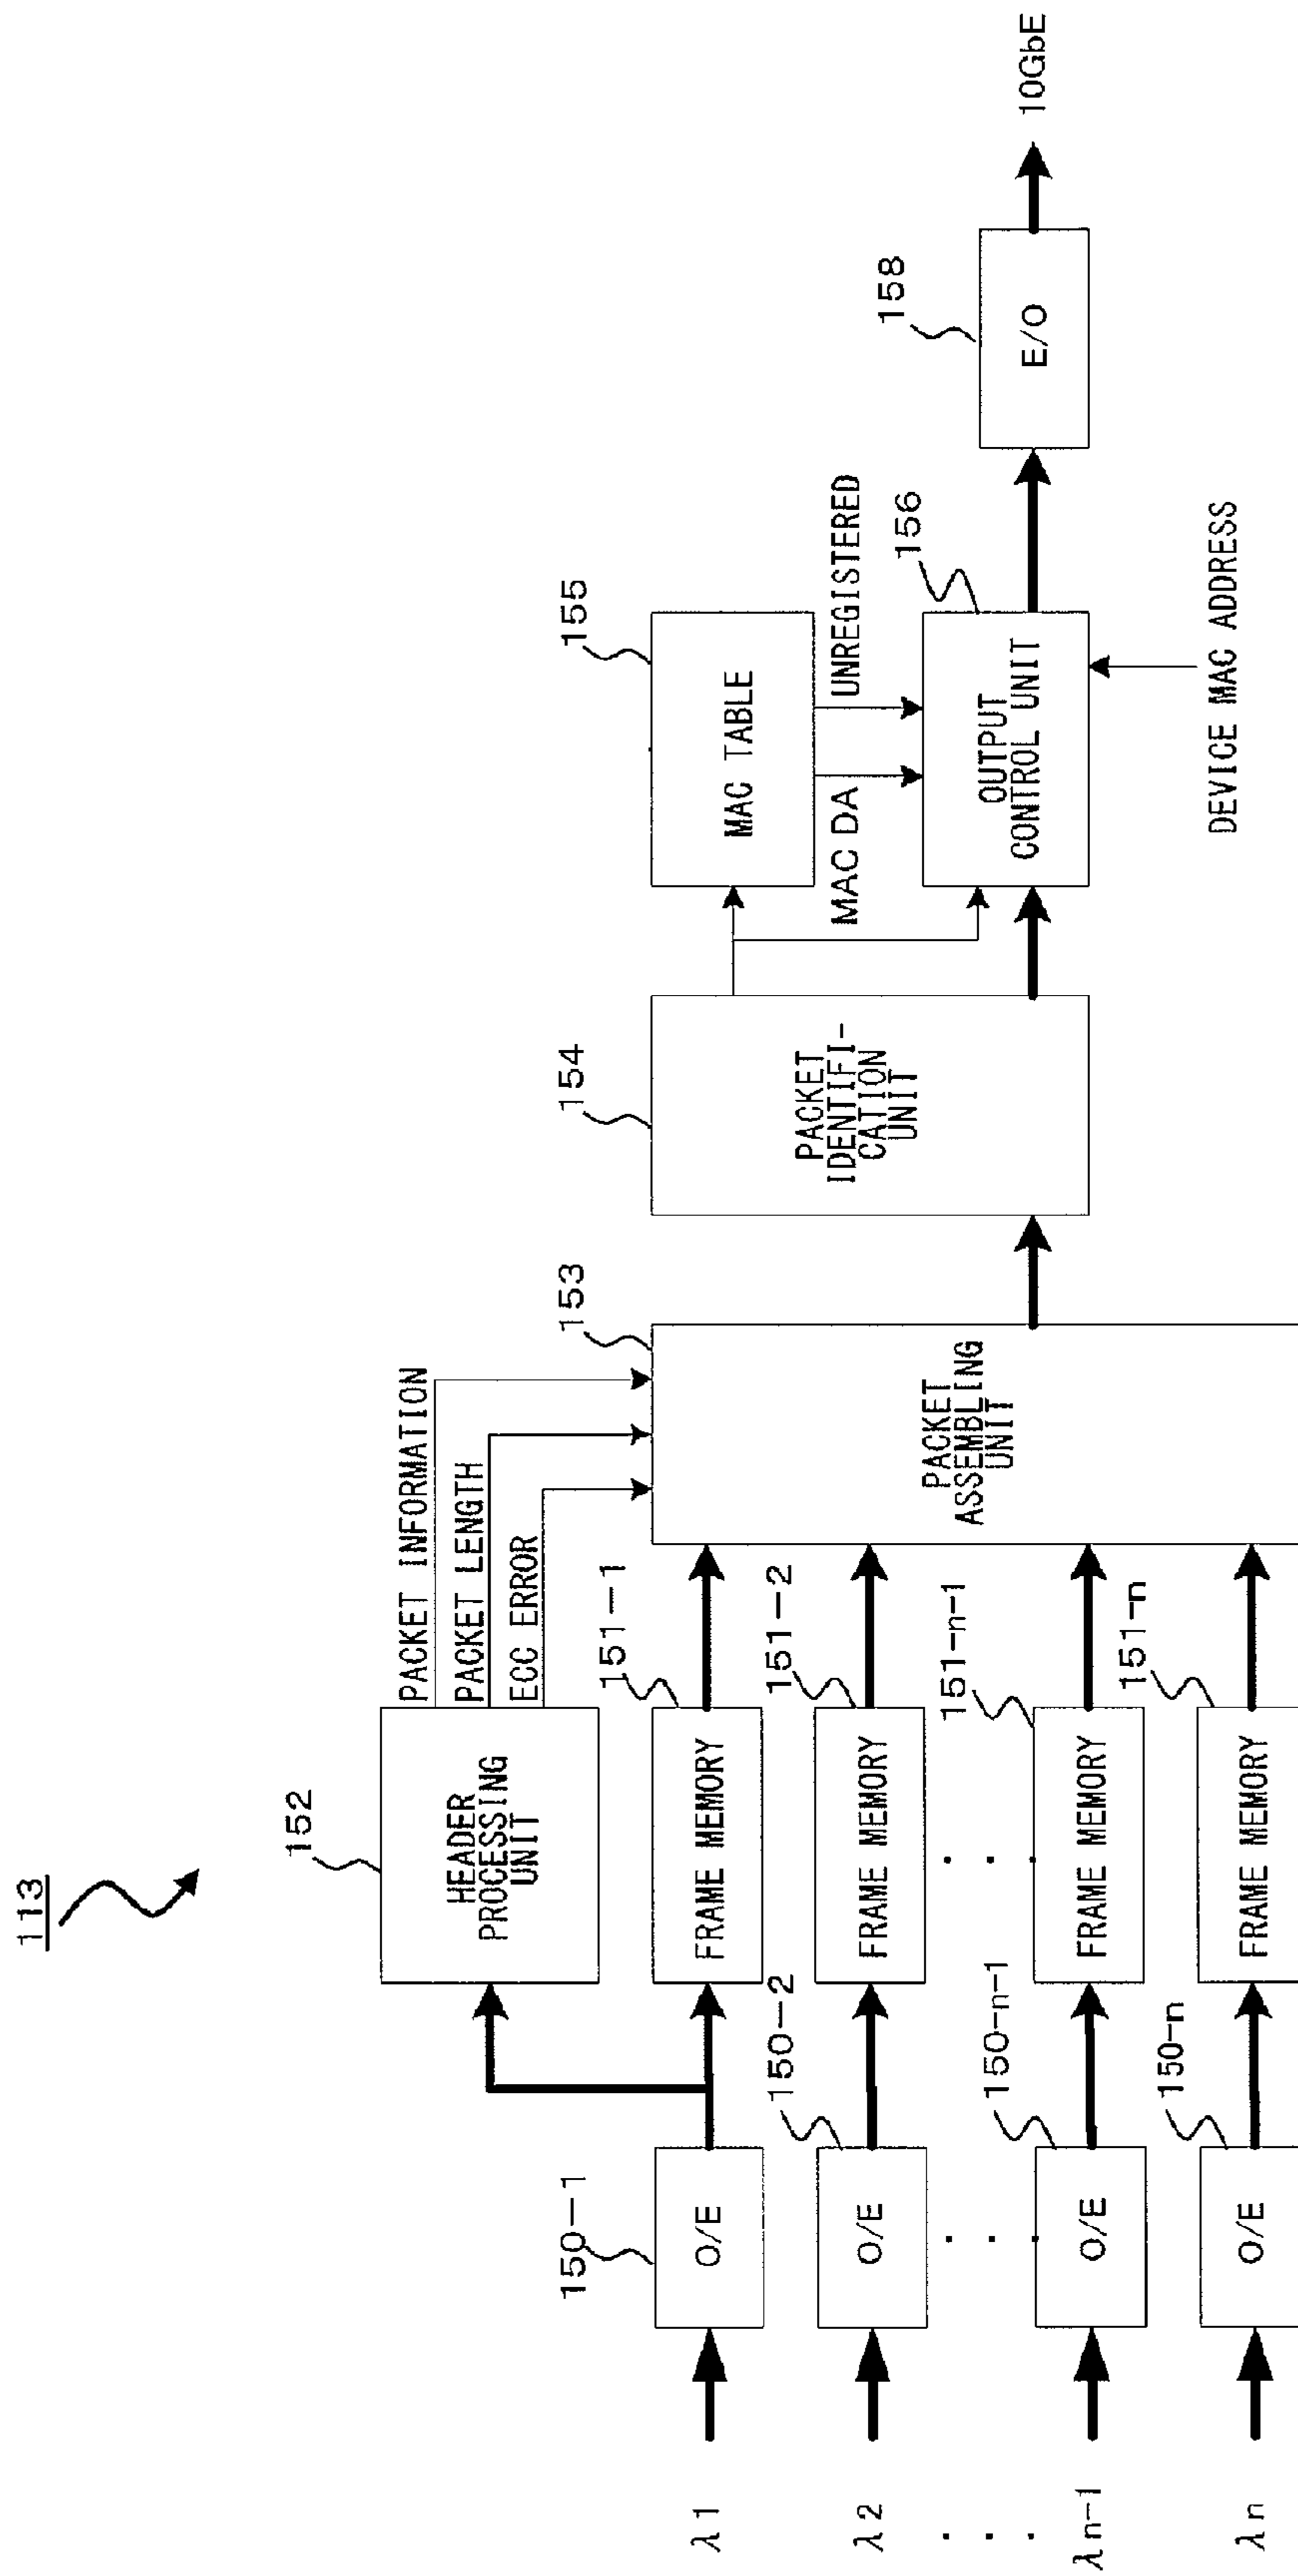 113
152
HEADER
PROCESSING
UNIT
PACKET INFORMATION
PACKET LENGTH
ECC ERROR
150-1
O/E
λ1
FRAME MEMORY
151-1
150-2
O/E
λ2
FRAME MEMORY
151-2
. . .
. . .
. . .
150-n-1
O/E
λn-1
FRAME MEMORY
151-n-1
150-n
O/E
λn
FRAME MEMORY
151-n
153
PACKET
ASSEMBLING
UNIT
154
PACKET
IDENTIFI-
CATION
UNIT
155
MAC TABLE
MAC DA
UNREGISTERED
156
OUTPUT
CONTROL UNIT
DEVICE MAC ADDRESS
158
E/O
10GbE